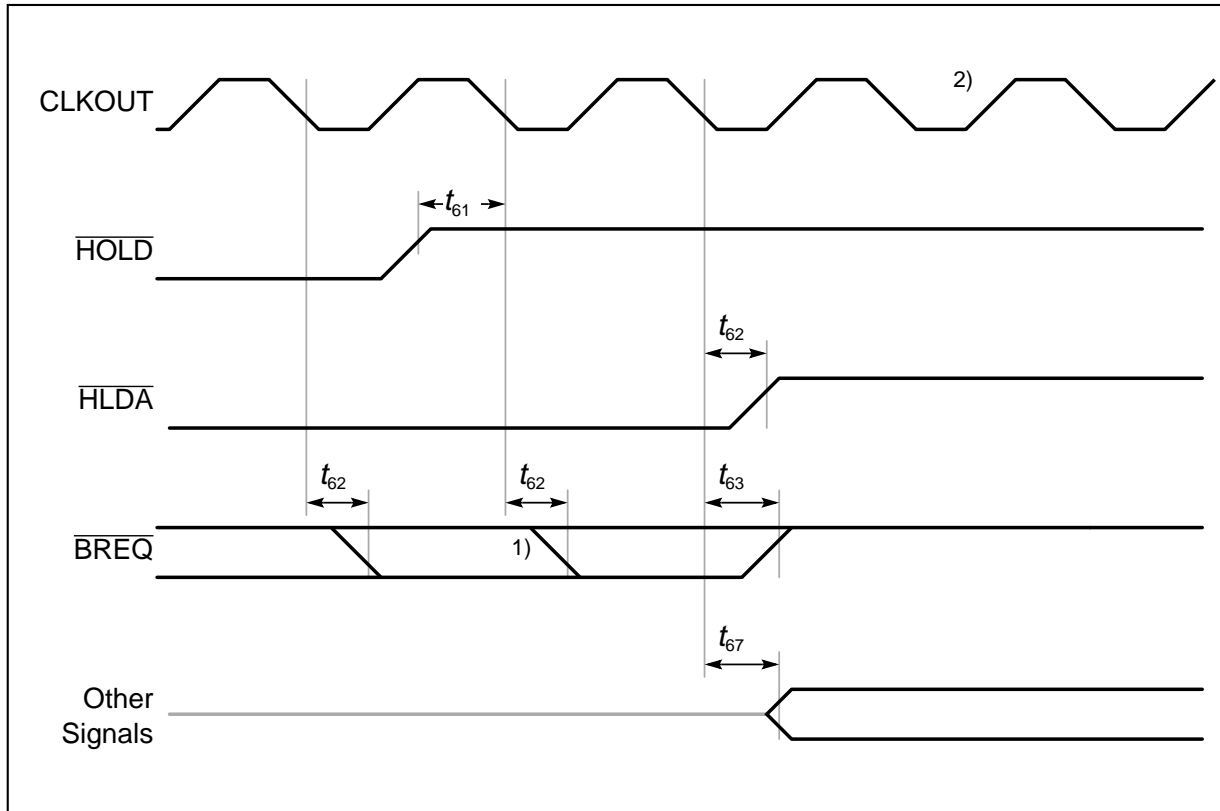 CLKOUT
2)
t61
HOLD
t62
HLDA
t62
t62
t63
BREQ
1)
t67
Other
Signals